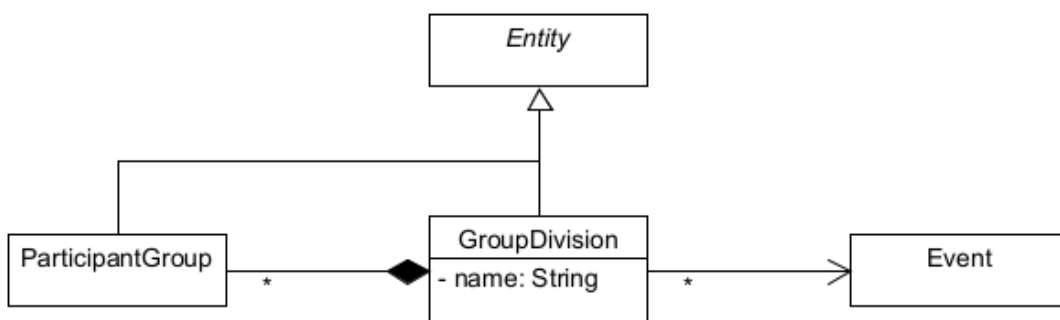 Entity
ParticipantGroup
*
GroupDivision
- name: String
*
Event